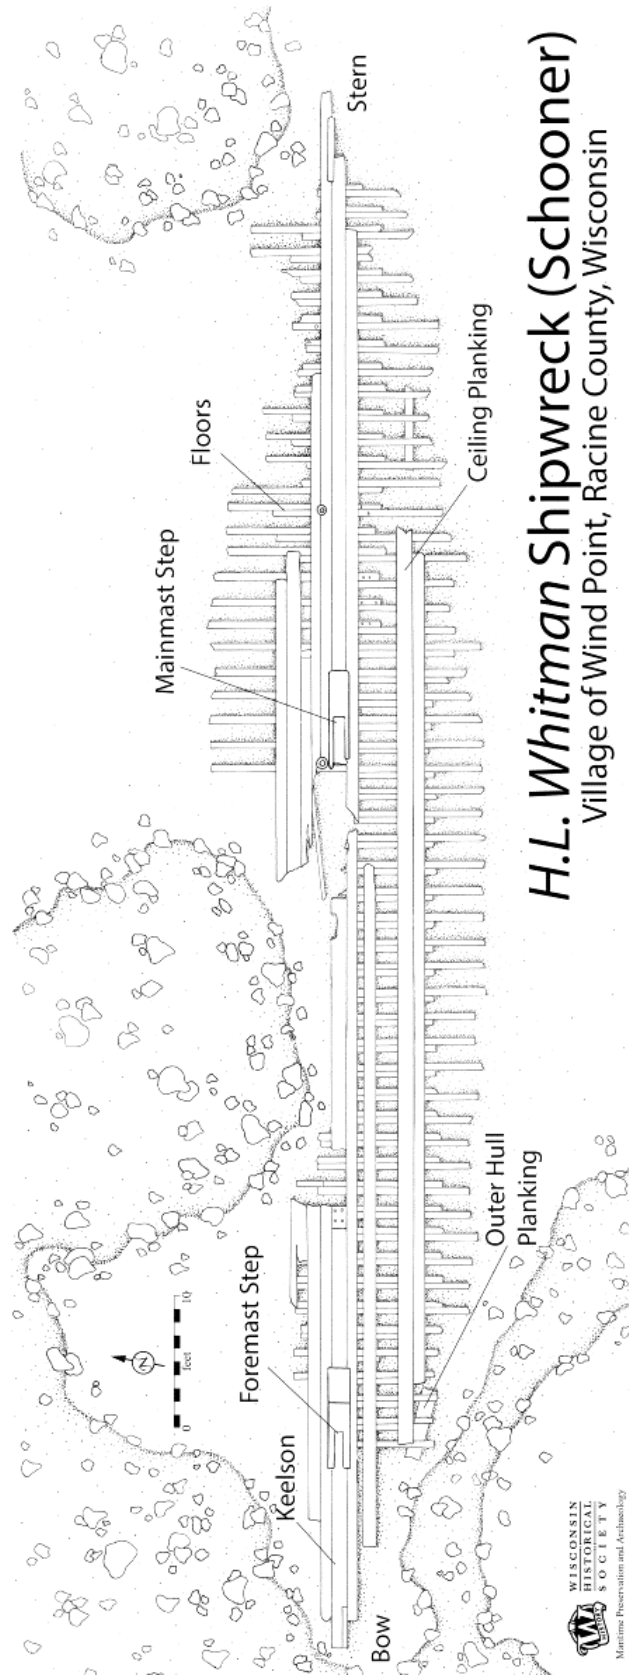 H.L. Whitman Shipwreck (Schooner)
Village of Wind Point, Racine County, Wisconsin
Stern
Floors
Mainmast Step
Ceiling Planking
Outer Hull
Planking
Foremast Step
Keelson
Bow
N
0 10
feet
W
HISTORY
WISCONSIN
HISTORICAL
SOCIETY
Maritime Preservation and Archaeology